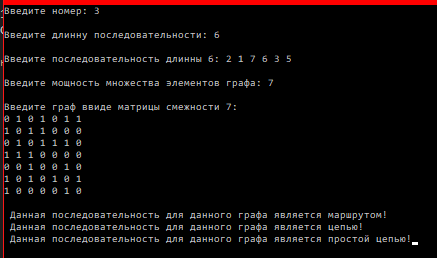 Введите номер: 3
Введите длинну последовательности: 6
Введите последовательность длинны 6: 2 1 7 6 3 5
Введите мощность множества элементов графа: 7
Введите граф ввиде матрицы смежности 7:
0 1 0 1 0 1 1
1 0 1 1 0 0 0
0 1 0 1 1 1 0
1 1 1 0 0 0 0
0 0 1 0 0 1 0
1 0 1 0 1 0 1
1 0 0 0 0 1 0
Данная последовательность для данного графа является маршрутом!
Данная последовательность для данного графа является цепью!
Данная последовательность для данного графа является простой цепью!